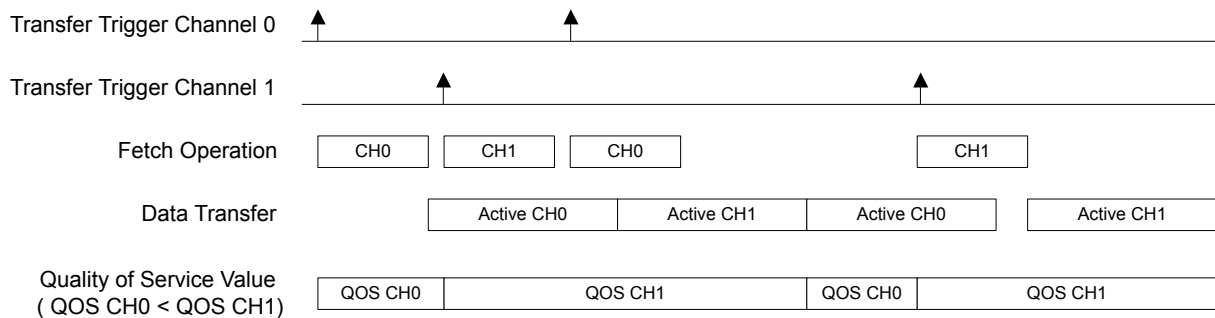 Transfer Trigger Channel 0
Transfer Trigger Channel 1
Fetch Operation
CH0 CH1 CH0 CH1
Data Transfer
Active CH0 Active CH1 Active CH0 Active CH1
Quality of Service Value
( QOS CH0 < QOS CH1)
QOS CH0 QOS CH1 QOS CH0 QOS CH1